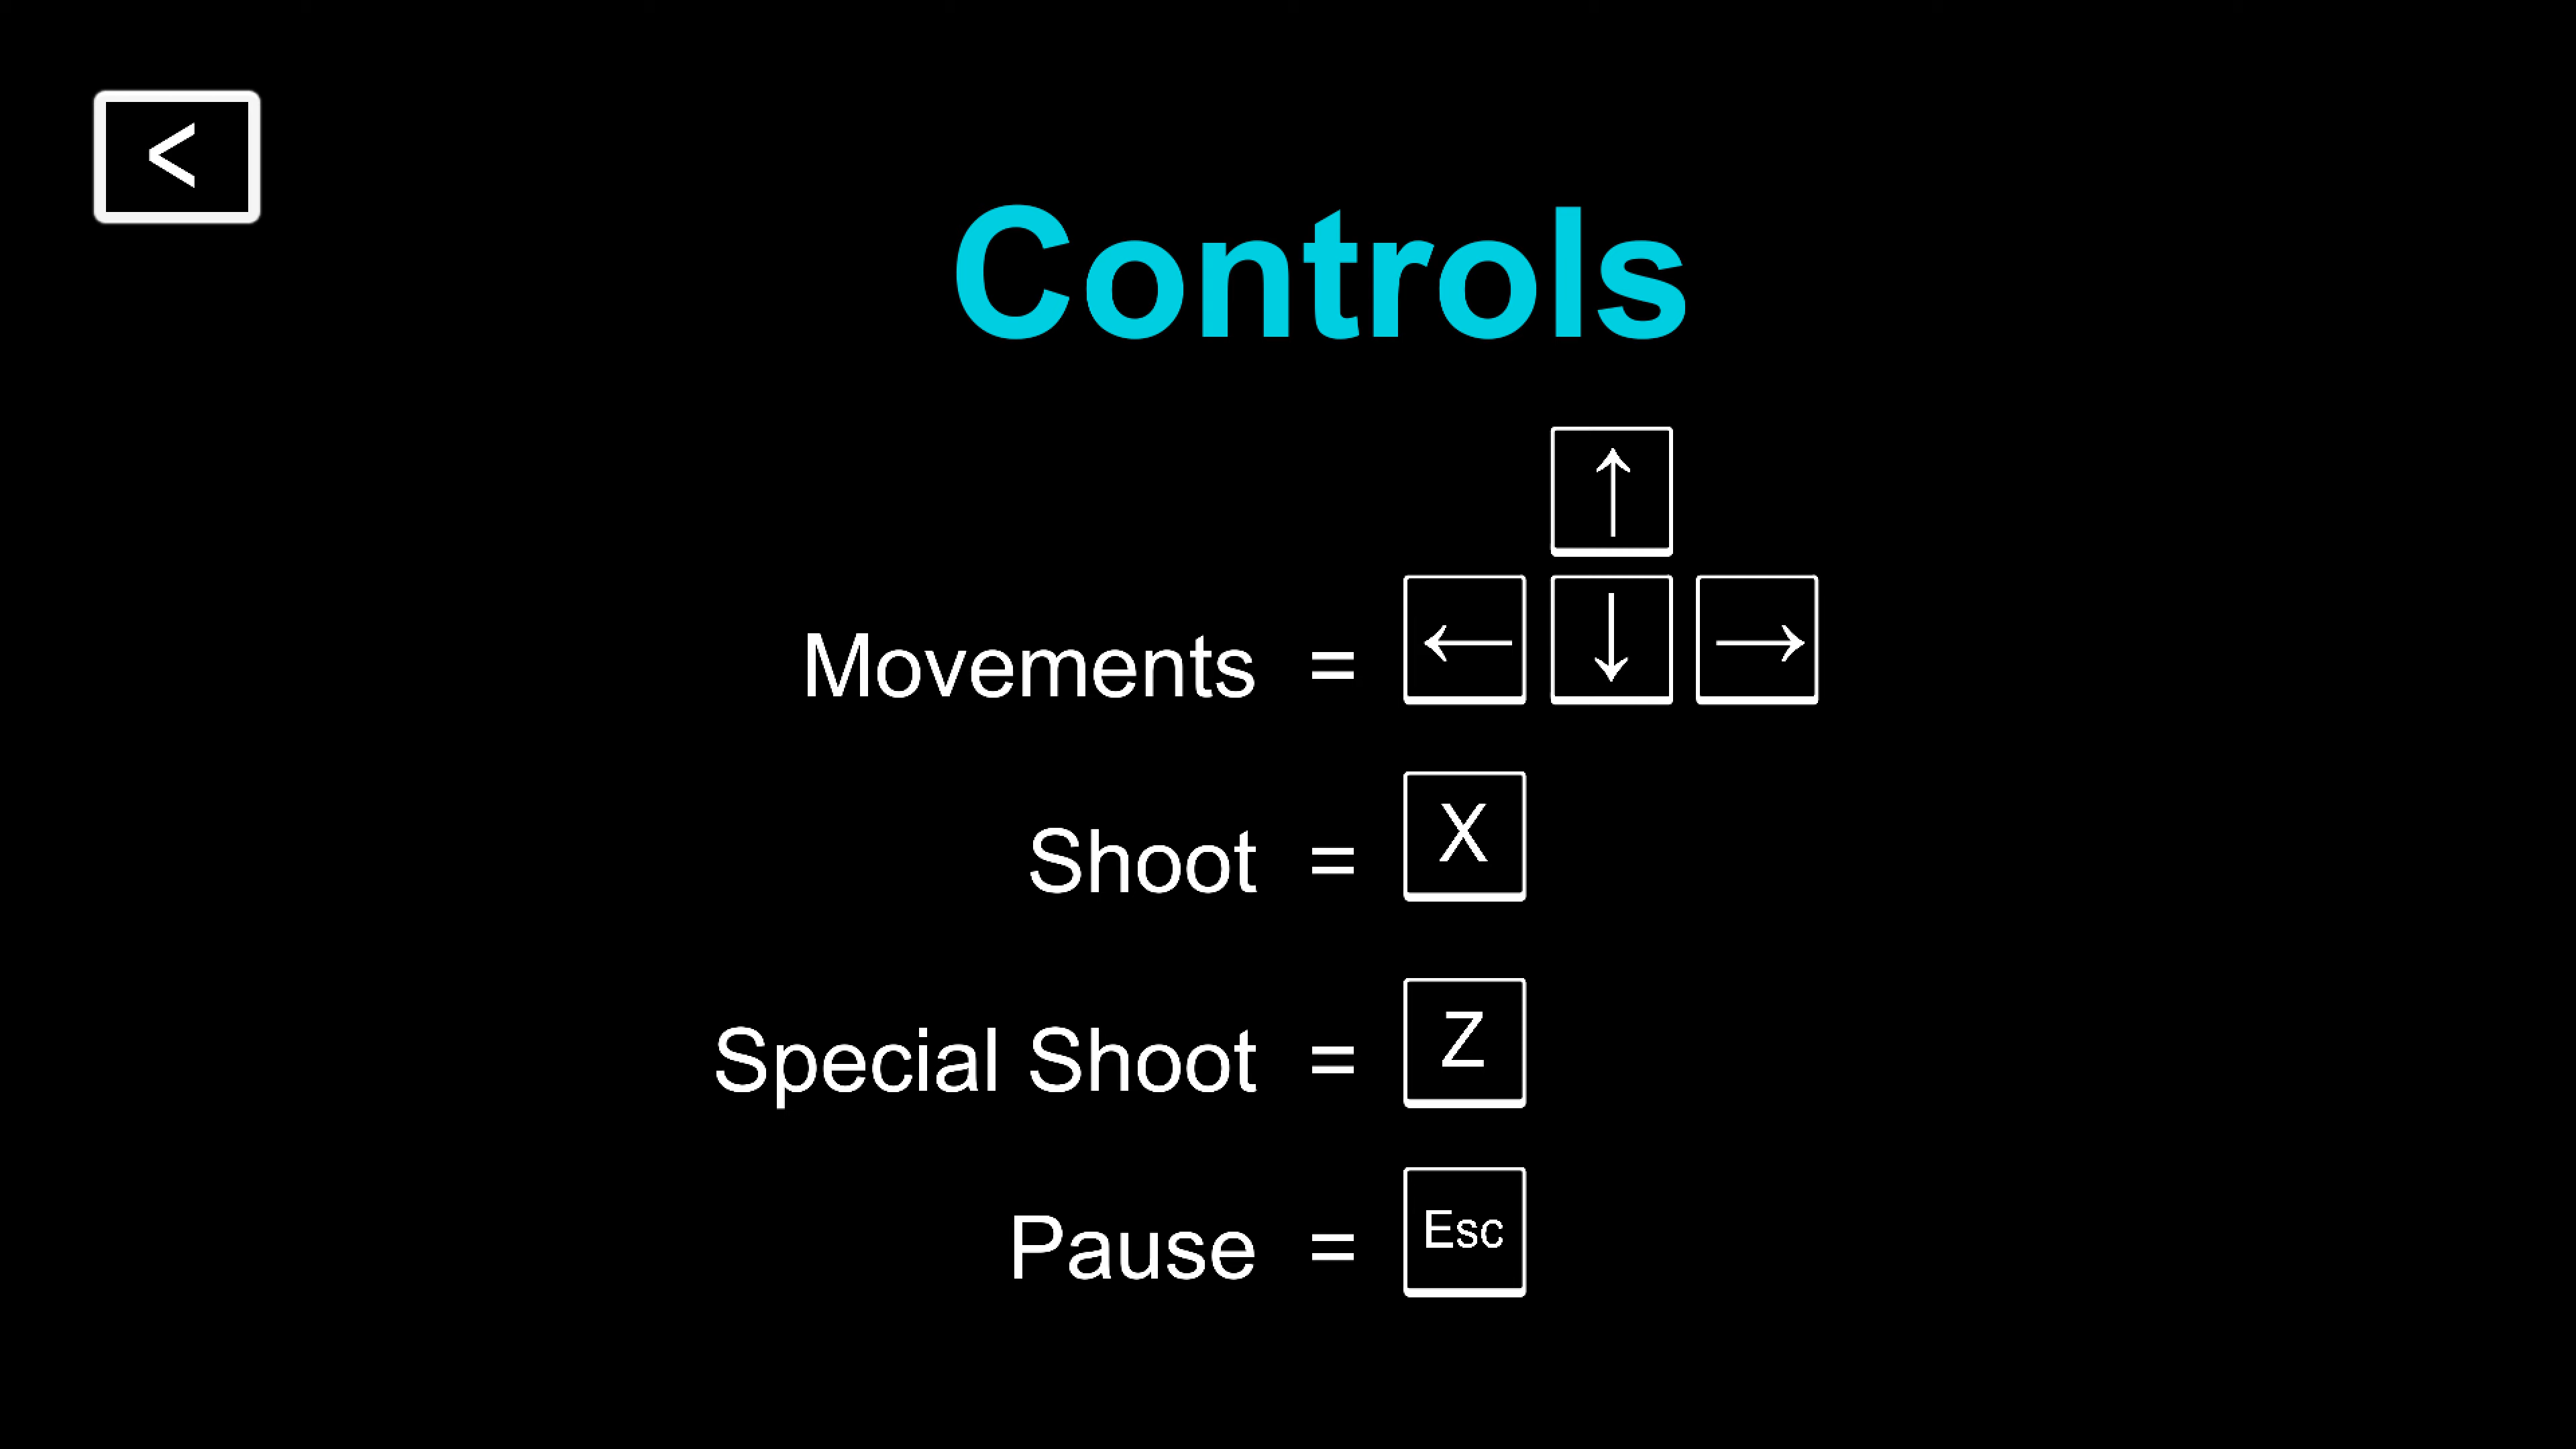 <
Controls
↑
Movements = ← ↓ →
Shoot = X
Special Shoot = Z
Pause = Esc